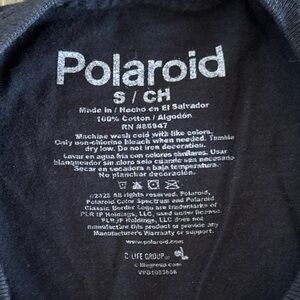 Polaroid
S / CH
Made in / Hecho en El Salvador
100% Cotton / Algodón
RN #86947
Machine wash cold with like colors.
Only non-chlorine bleach when needed. Tumble
dry low. Do not iron decoration.
Lavar en agua fria con colores similares. Usar
blanqueador sin cloro solo cuando sea necesario.
Secar en secadora a baja temperatura.
No planchar decoración.
All rights reserved. Polaroid,
Polaroid Color Spectrum and Polaroid
Classic Border Logo are trademarks of
PLR IP Holdings, LLC, used under license.
PLR IP Holdings, LLC, does not
manufacture this product or provide any
Manufacturer's Warranty or support.
www.polaroid.com
C-LIFE GROUP